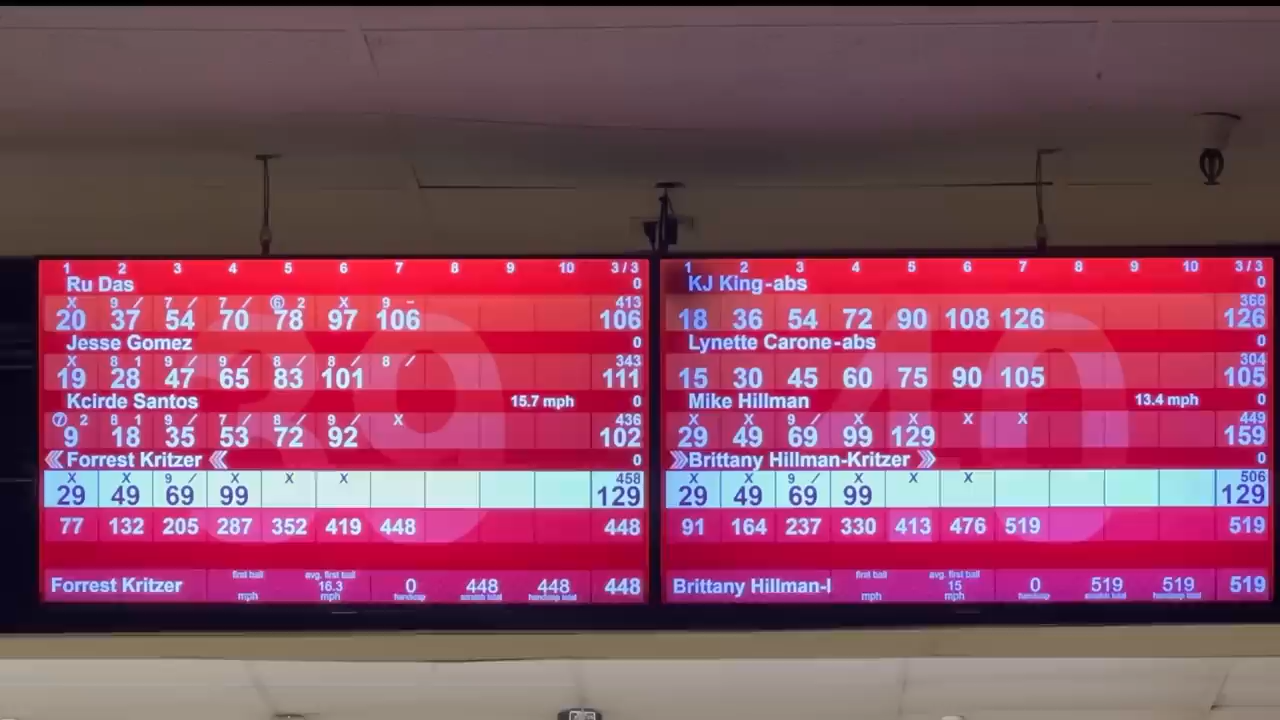 1 2 3 4 5 6 7 8 9 10 3 / 3
Ru Das 0
X 9 / 7 / 7 / ⑥ 2 X 9 - 413
20 37 54 70 78 97 106 106
Jesse Gomez 0
X 8 1 9 / 9 / 8 / 8 / 8 / 343
19 28 47 65 83 101 111
Kcirde Santos 15.7 mph 0
⑦ 2 8 1 9 / 7 / 8 / 9 / X 436
9 18 35 53 72 92 102
Forrest Kritzer 0
X X 9 / X X X 458
29 49 69 99 129
77 132 205 287 352 419 448 448
Forrest Kritzer first ball mph avg. first ball 16.3 mph 0 handicap 448 scratch total 448 handicap total 448
39
1 2 3 4 5 6 7 8 9 10 3 / 3
KJ King-abs 0
366
18 36 54 72 90 108 126 126
Lynette Carone-abs 0
304
15 30 45 60 75 90 105 105
Mike Hillman 13.4 mph 0
X X 9 / X X X X 449
29 49 69 99 129 159
Brittany Hillman-Kritzer 0
X X 9 / X X X 506
29 49 69 99 129
91 164 237 330 413 476 519 519
Brittany Hillman-I first ball mph avg. first ball 15 mph 0 handicap 519 scratch total 519 handicap total 519
40